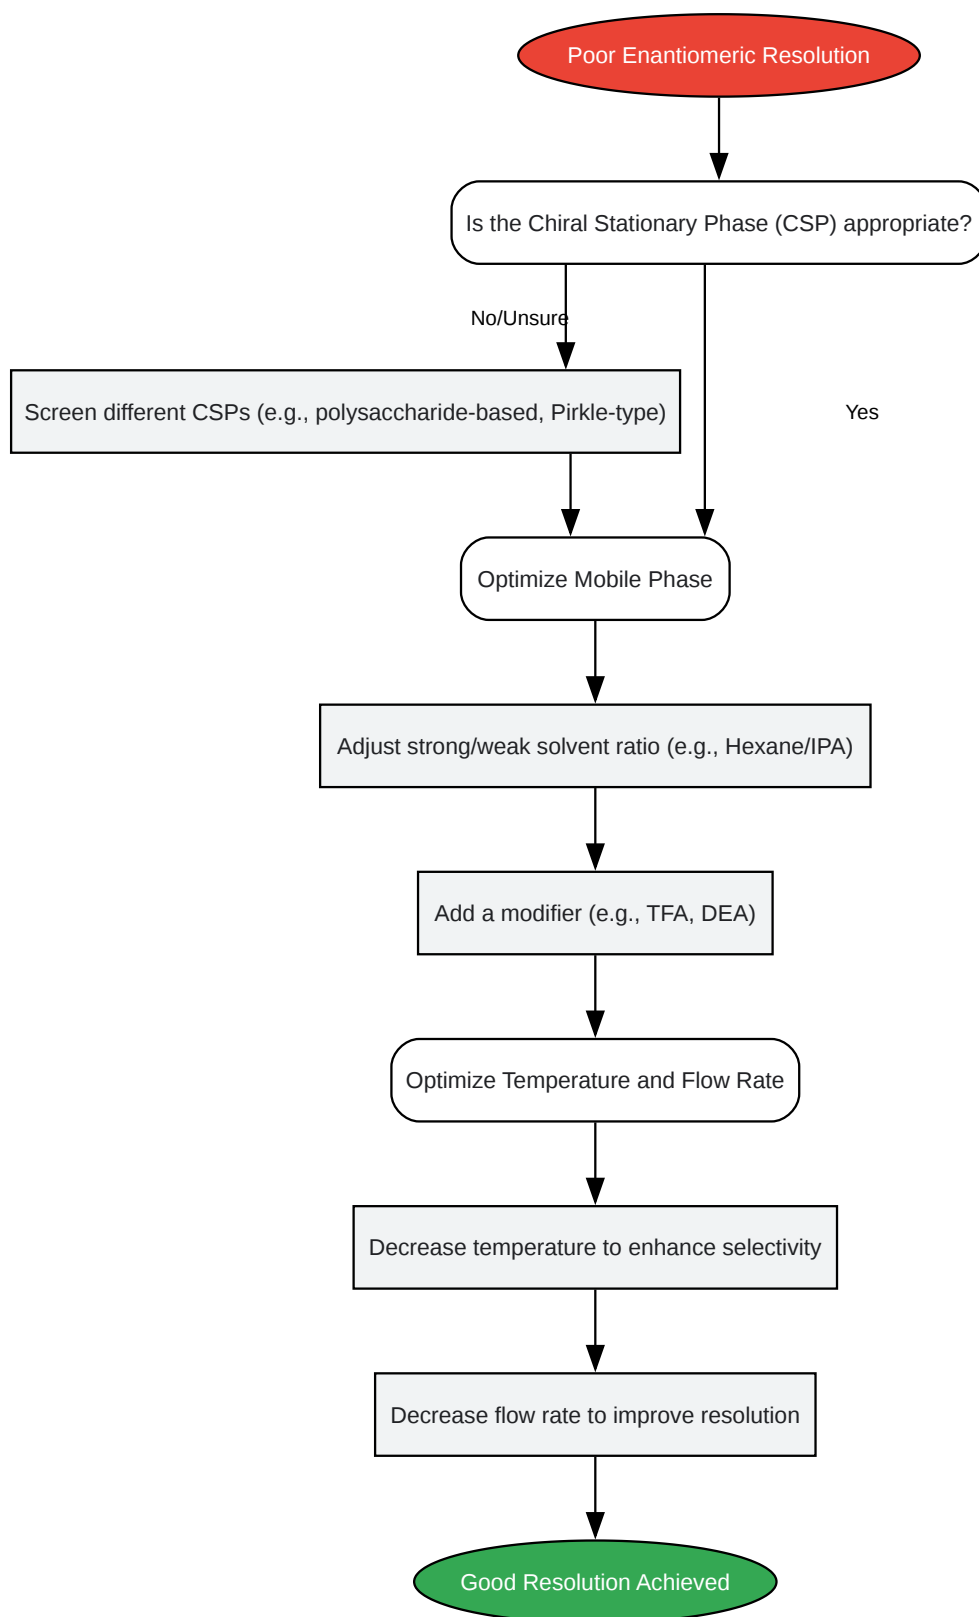 Poor Enantiomeric Resolution
Is the Chiral Stationary Phase (CSP) appropriate?
No/Unsure
Screen different CSPs (e.g., polysaccharide-based, Pirkle-type)
Yes
Optimize Mobile Phase
Adjust strong/weak solvent ratio (e.g., Hexane/IPA)
Add a modifier (e.g., TFA, DEA)
Optimize Temperature and Flow Rate
Decrease temperature to enhance selectivity
Decrease flow rate to improve resolution
Good Resolution Achieved